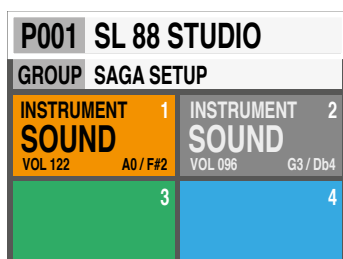 P001 SL 88 STUDIO
GROUP SAGA SETUP
INSTRUMENT 1
SOUND
VOL 122 A0 / F#2
INSTRUMENT 2
SOUND
VOL 096 G3 / Db4
3
4